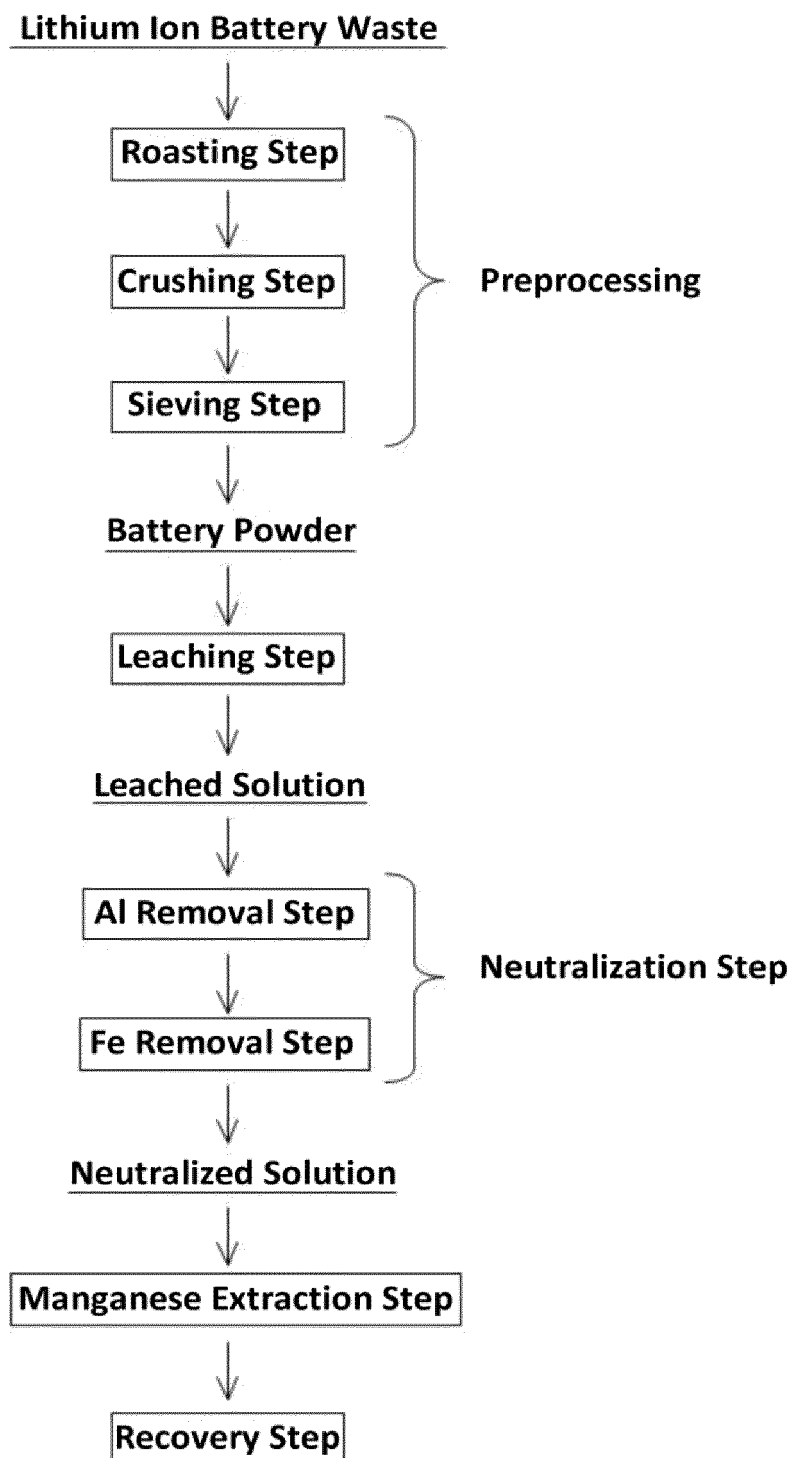 Lithium Ion Battery Waste
Roasting Step
Crushing Step
Preprocessing
Sieving Step
Battery Powder
Leaching Step
Leached Solution
Al Removal Step
Neutralization Step
Fe Removal Step
Neutralized Solution
Manganese Extraction Step
Recovery Step